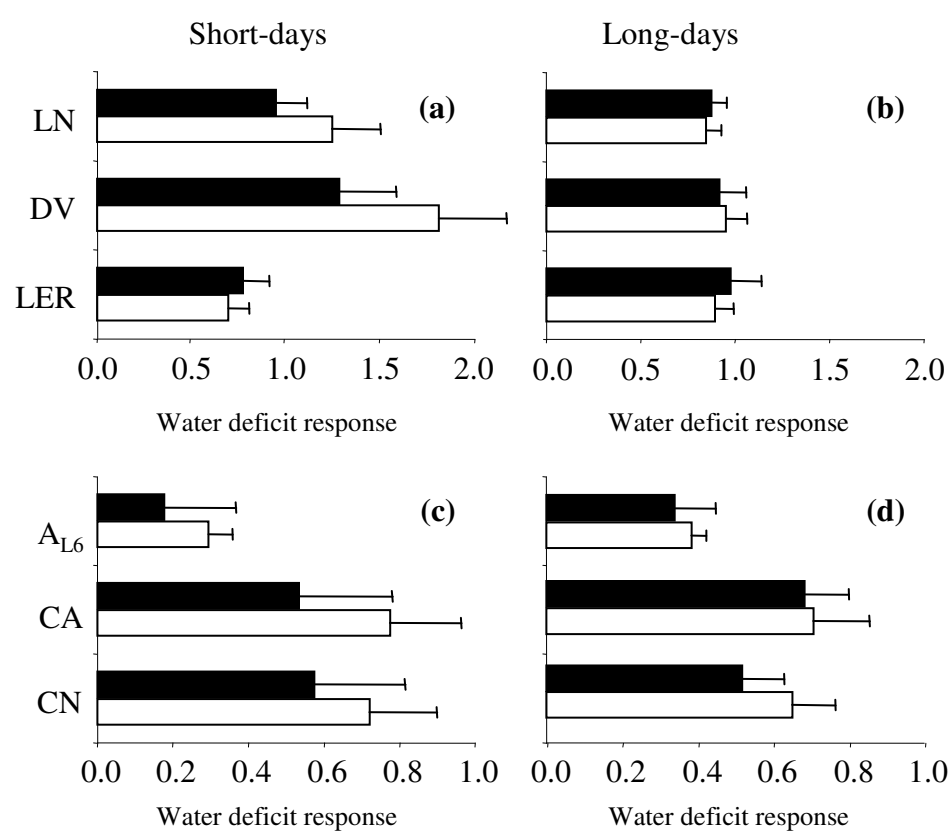 Short-days Long-days
(a) (b)
LN
DV
LER
0.0 0.5 1.0 1.5 2.0 0.0 0.5 1.0 1.5 2.0
Water deficit response Water deficit response
(c) (d)
AL6
CA
CN
0.0 0.2 0.4 0.6 0.8 1.0 0.0 0.2 0.4 0.6 0.8 1.0
Water deficit response Water deficit response